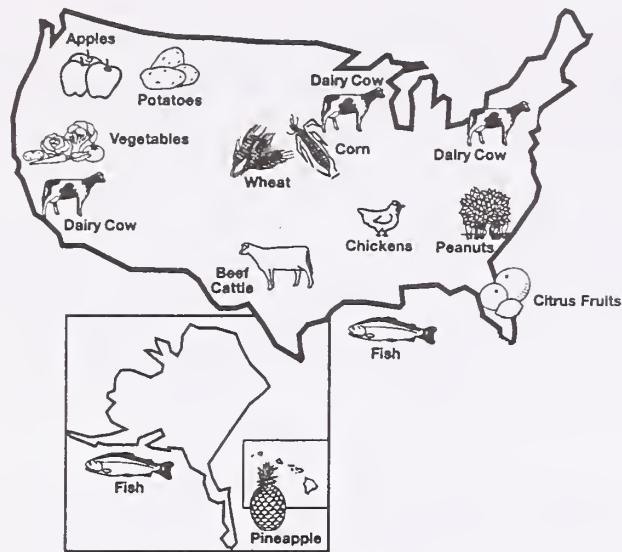 Apples
Potatoes
Dairy Cow
Vegetables
Dairy Cow
Corn
Wheat
Dairy Cow
Chickens
Peanuts
Beef
Cattle
Citrus Fruits
Fish
Fish
Pineapple